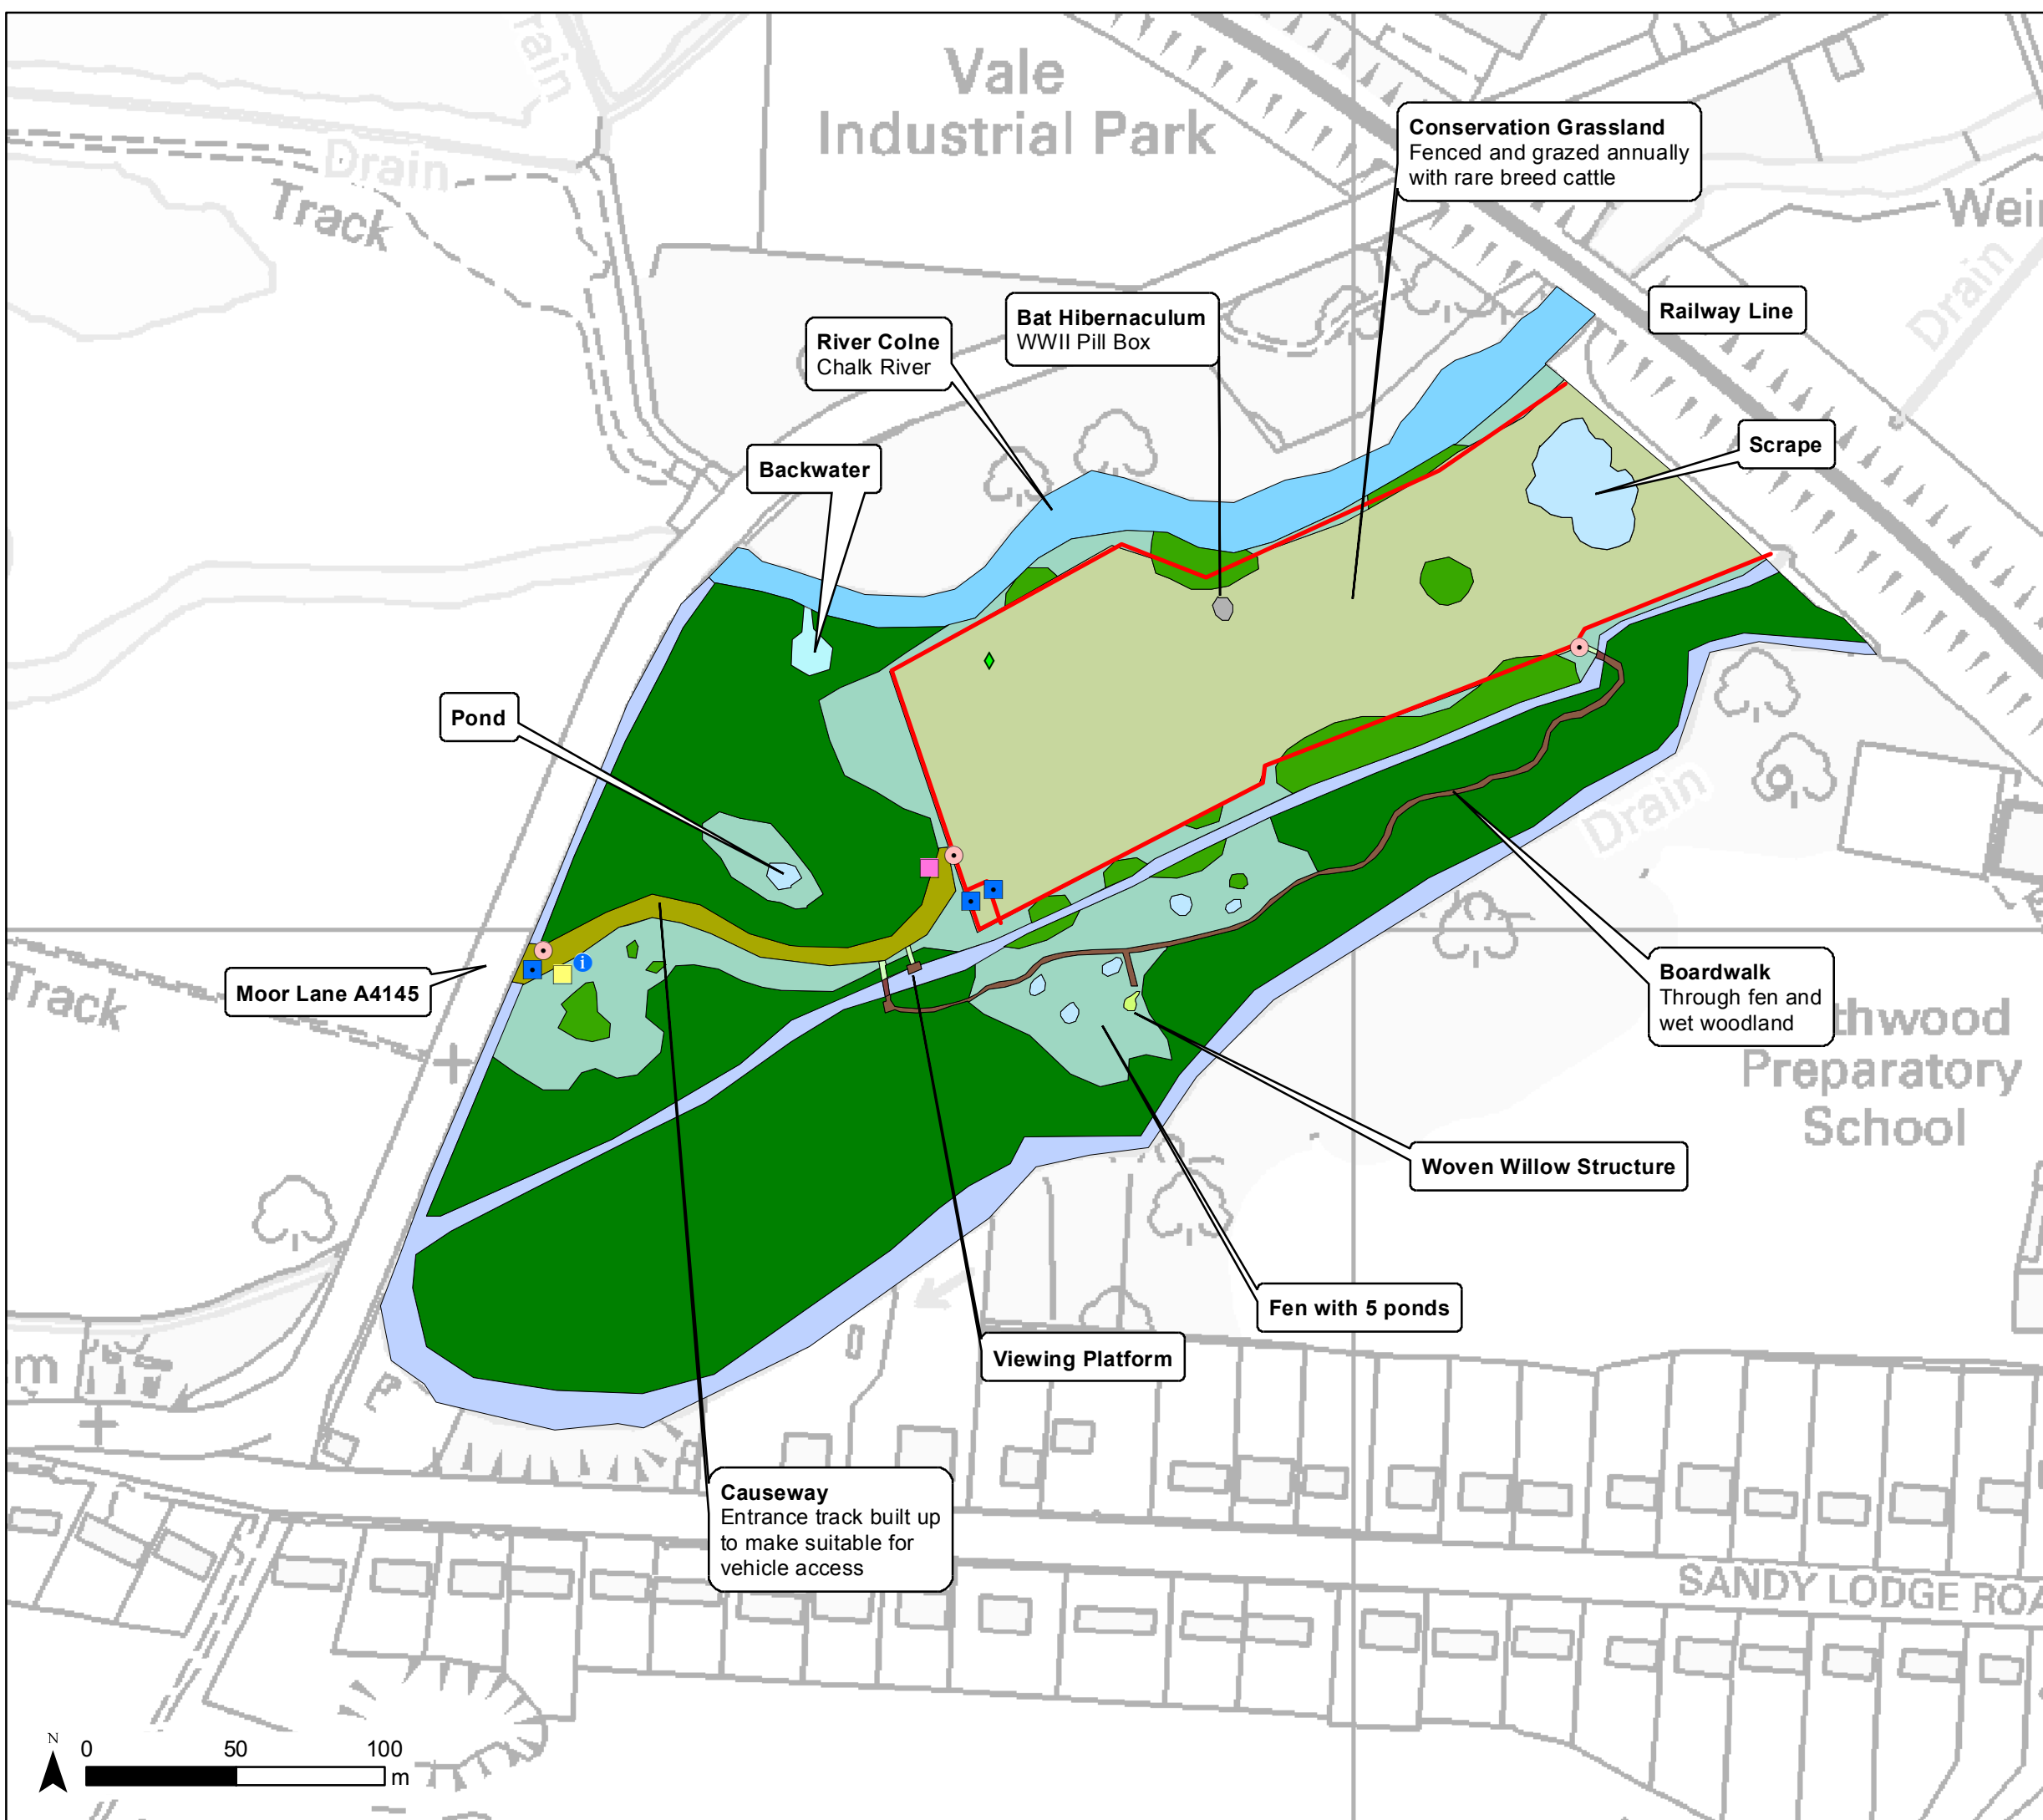 Vale
Industrial Park
Drain
Track
Conservation Grassland
Fenced and grazed annually
with rare breed cattle
Drain
Railway Line
Bat Hibernaculum
WWII Pill Box
River Colne
Chalk River
Scrape
Backwater
Pond
Drain
Moor Lane A4145
Track
Boardwalk
Through fen and
wet woodland
thwood
Preparatory
School
Woven Willow Structure
Fen with 5 ponds
Viewing Platform
m
Causeway
Entrance track built up
to make suitable for
vehicle access
SANDY LODGE ROA
N
0 50 100
m